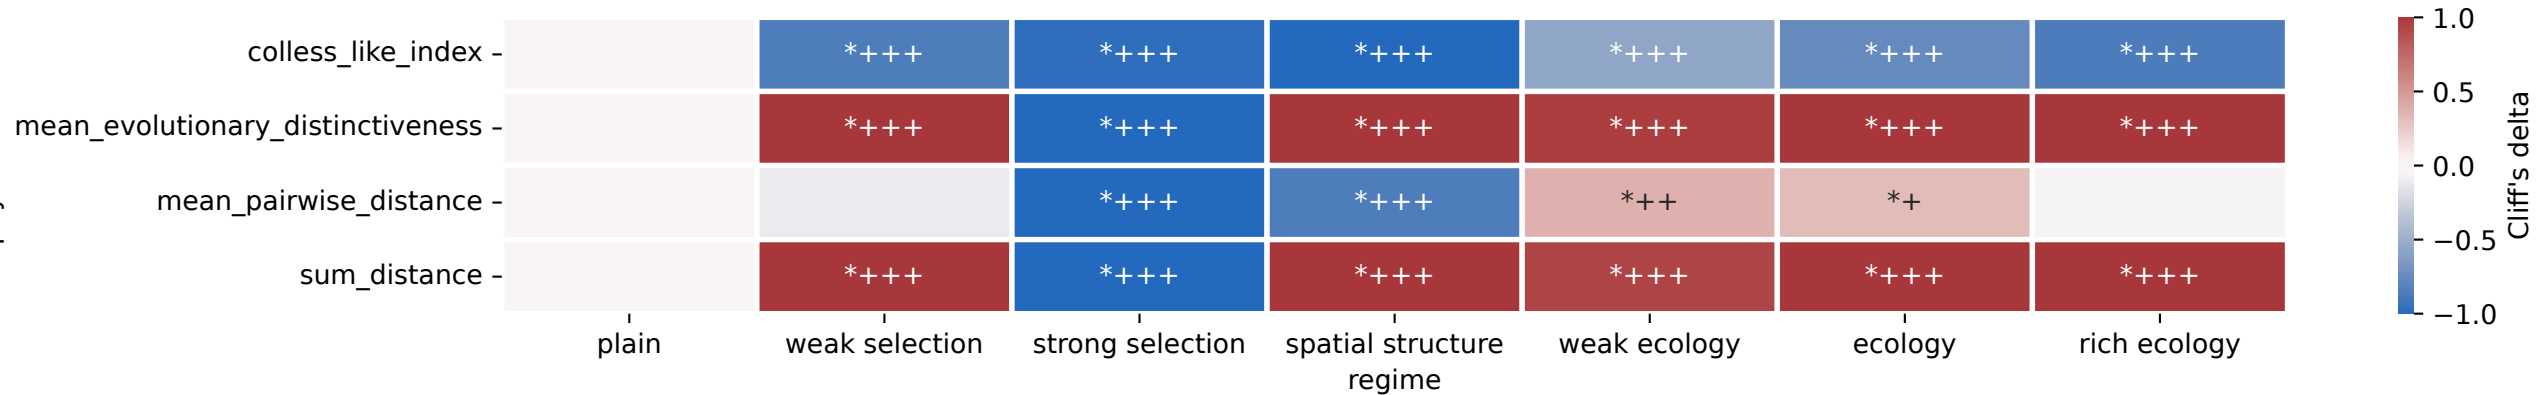 colless_like_index *+++ *+++ *+++ *+++ *+++ *+++
mean_evolutionary_distinctiveness *+++ *+++ *+++ *+++ *+++ *+++
mean_pairwise_distance *+++ *+++ *++ *+
sum_distance *+++ *+++ *+++ *+++ *+++ *+++
plain weak selection strong selection spatial structure weak ecology ecology rich ecology
regime
1.0
0.5
0.0
−0.5
−1.0
Cliff's delta